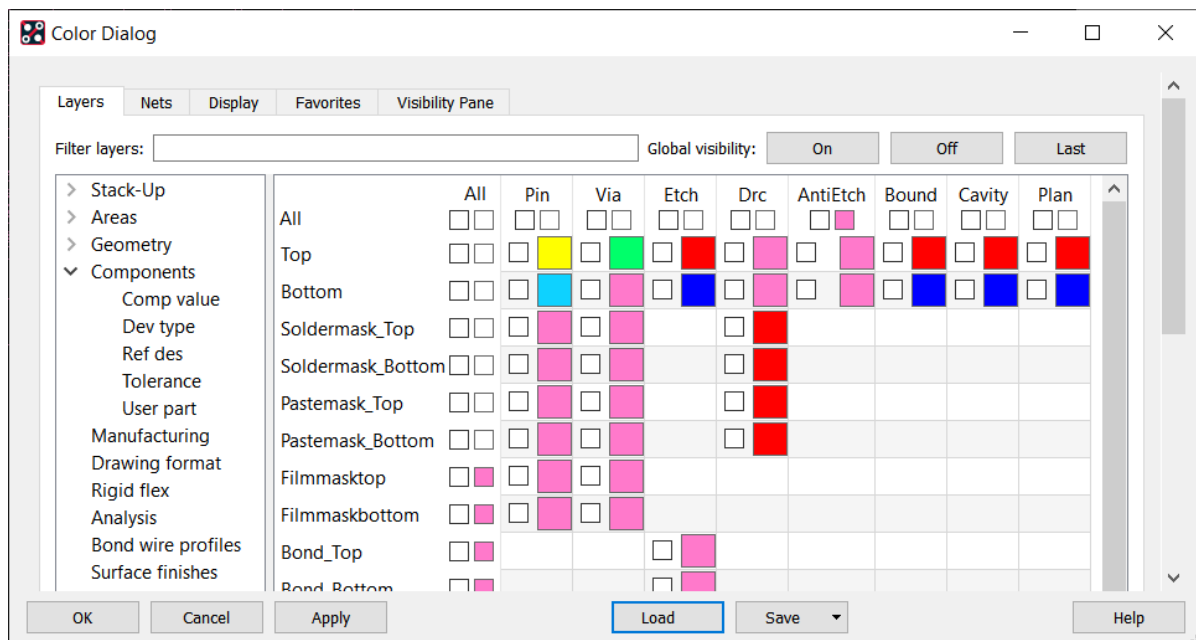 Color Dialog
Layers Nets Display Favorites Visibility Pane
Filter layers: Global visibility: On Off Last
Stack-Up
Areas
Geometry
Components
Comp value
Dev type
Ref des
Tolerance
User part
Manufacturing
Drawing format
Rigid flex
Analysis
Bond wire profiles
Surface finishes
All Pin Via Etch Drc AntiEtch Bound Cavity Plan
All
Top
Bottom
Soldermask_Top
Soldermask_Bottom
Pastemask_Top
Pastemask_Bottom
Filmmasktop
Filmmaskbottom
Bond_Top
Bond_Bottom
OK Cancel Apply Load Save Help